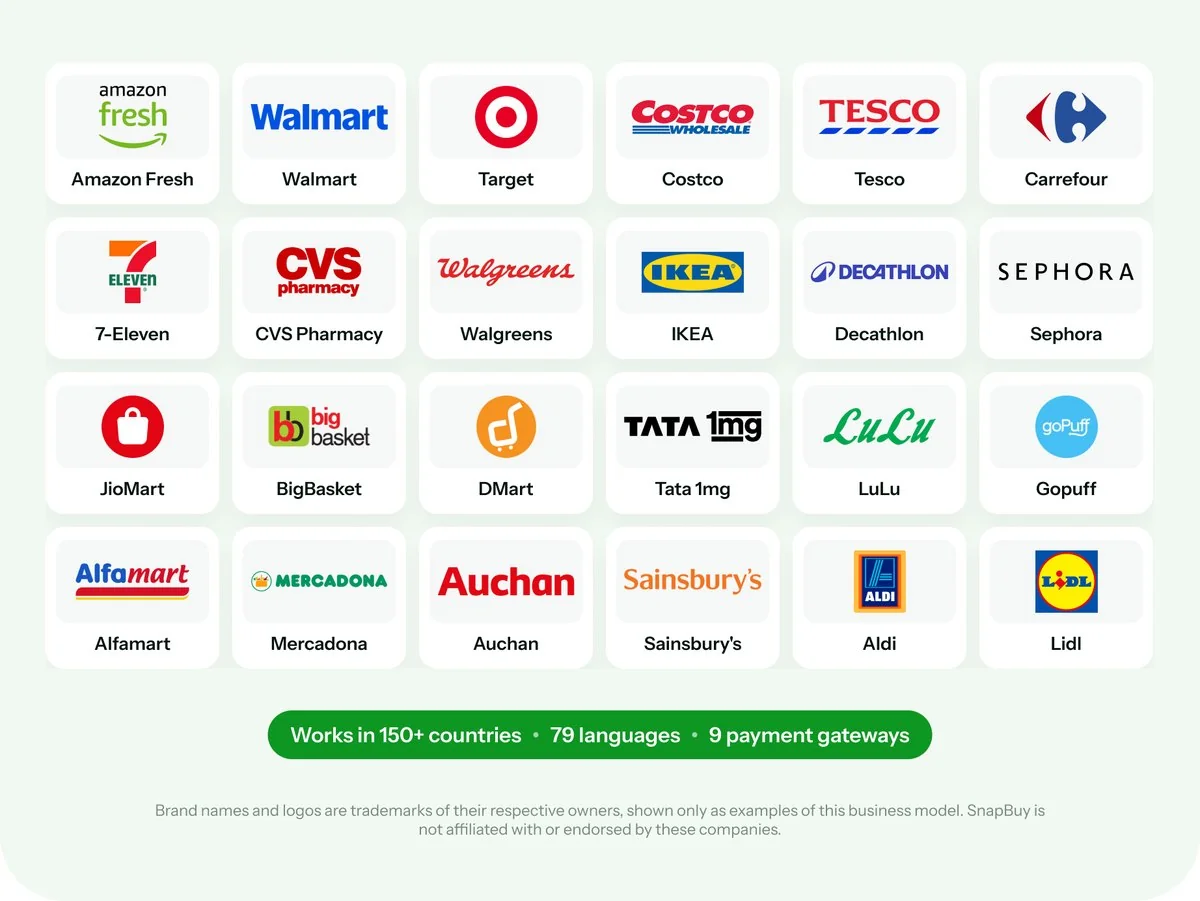 amazon
fresh
Walmart
COSTCO
WHOLESALE
TESCO
Amazon Fresh
Walmart
Target
Costco
Tesco
Carrefour
7
ELEVEN
CVS
pharmacy
Walgreens
IKEA
DECATHLON
SEPHORA
7-Eleven
CVS Pharmacy
Walgreens
IKEA
Decathlon
Sephora
bb
big
basket
TATA 1mg
LuLu
goPuff
JioMart
BigBasket
DMart
Tata 1mg
LuLu
Gopuff
Alfamart
MERCADONA
Auchan
Sainsbury's
ALDI
LIDL
Alfamart
Mercadona
Auchan
Sainsbury's
Aldi
Lidl
Works in 150+ countries • 79 languages • 9 payment gateways
Brand names and logos are trademarks of their respective owners, shown only as examples of this business model. SnapBuy is
not affiliated with or endorsed by these companies.